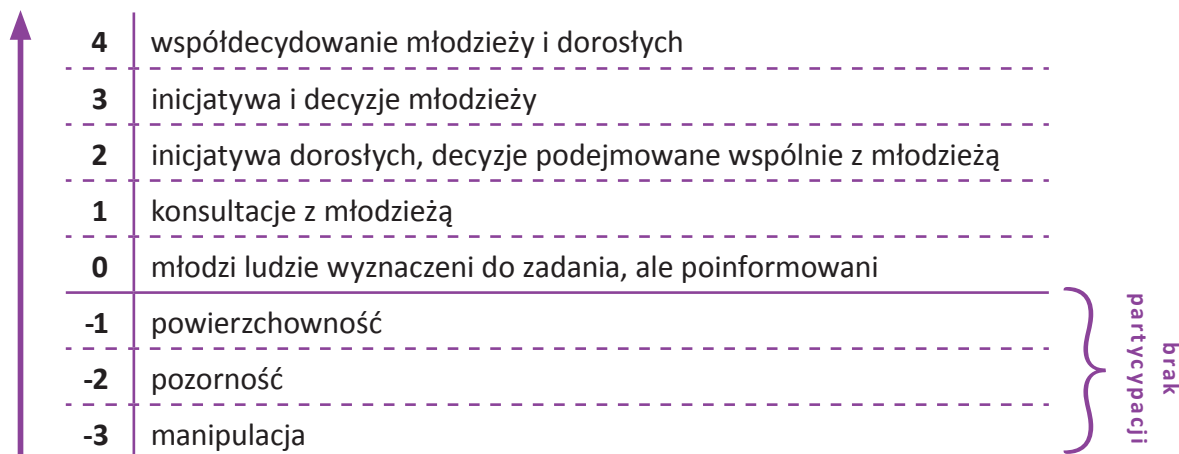 4 współdecydowanie młodzieży i dorosłych
3 inicjatywa i decyzje młodzieży
2 inicjatywa dorosłych, decyzje podejmowane wspólnie z młodzieżą
1 konsultacje z młodzieżą
0 młodzi ludzie wyznaczeni do zadania, ale poinformowani
-1 powierzchowność
-2 pozorność
-3 manipulacja
brak
partycypacji